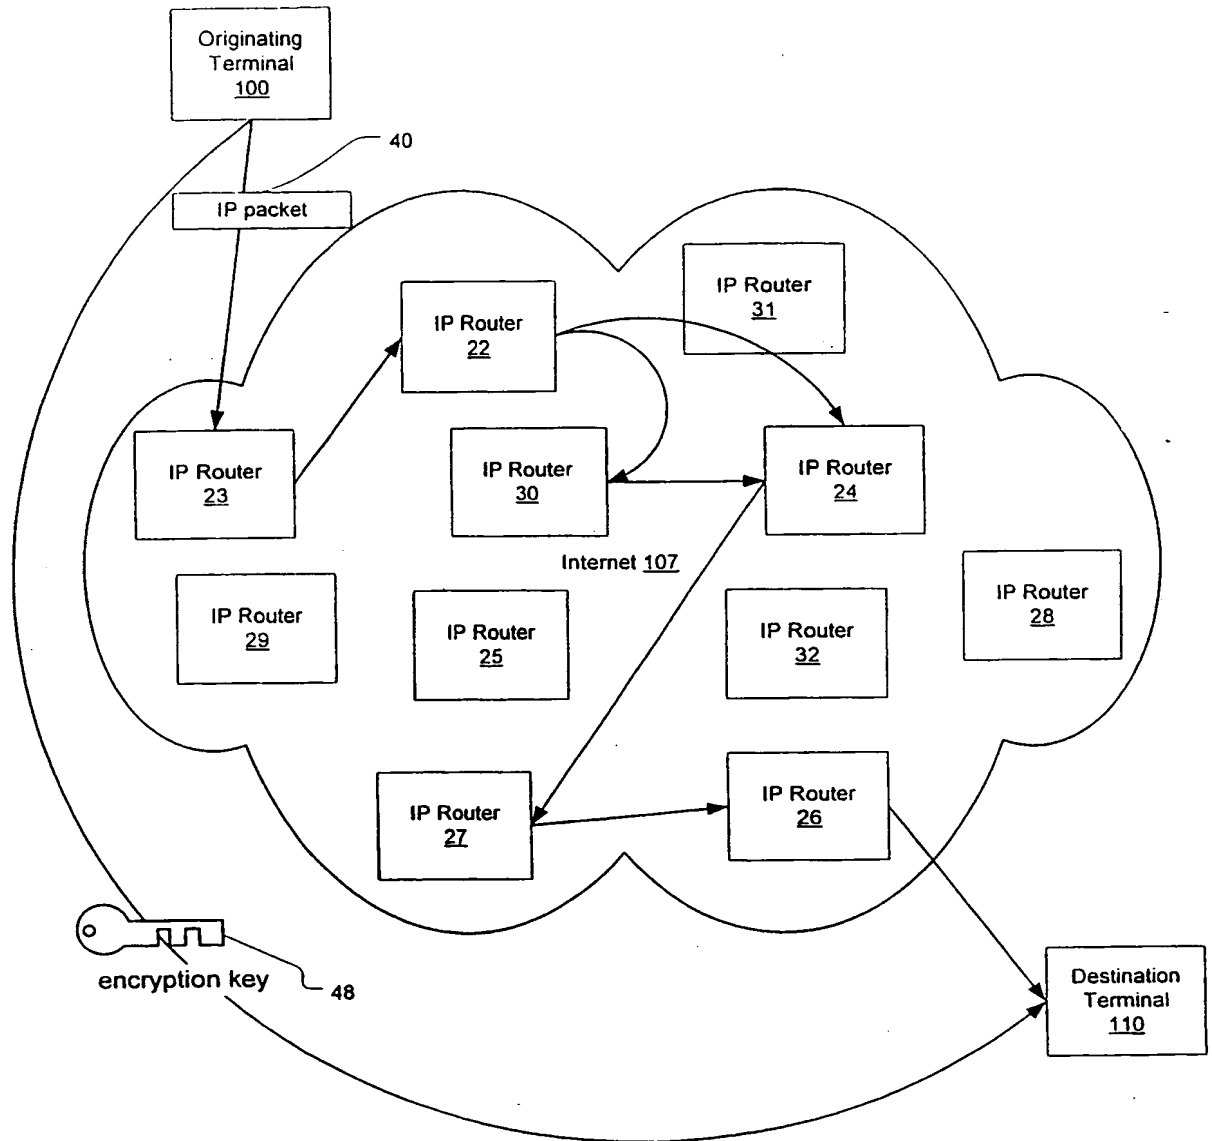 Originating
Terminal
100
40
IP packet
IP Router
31
IP Router
22
IP Router
23
IP Router
30
IP Router
24
Internet 107
IP Router
28
IP Router
29
IP Router
25
IP Router
32
IP Router
27
IP Router
26
encryption key
48
Destination
Terminal
110